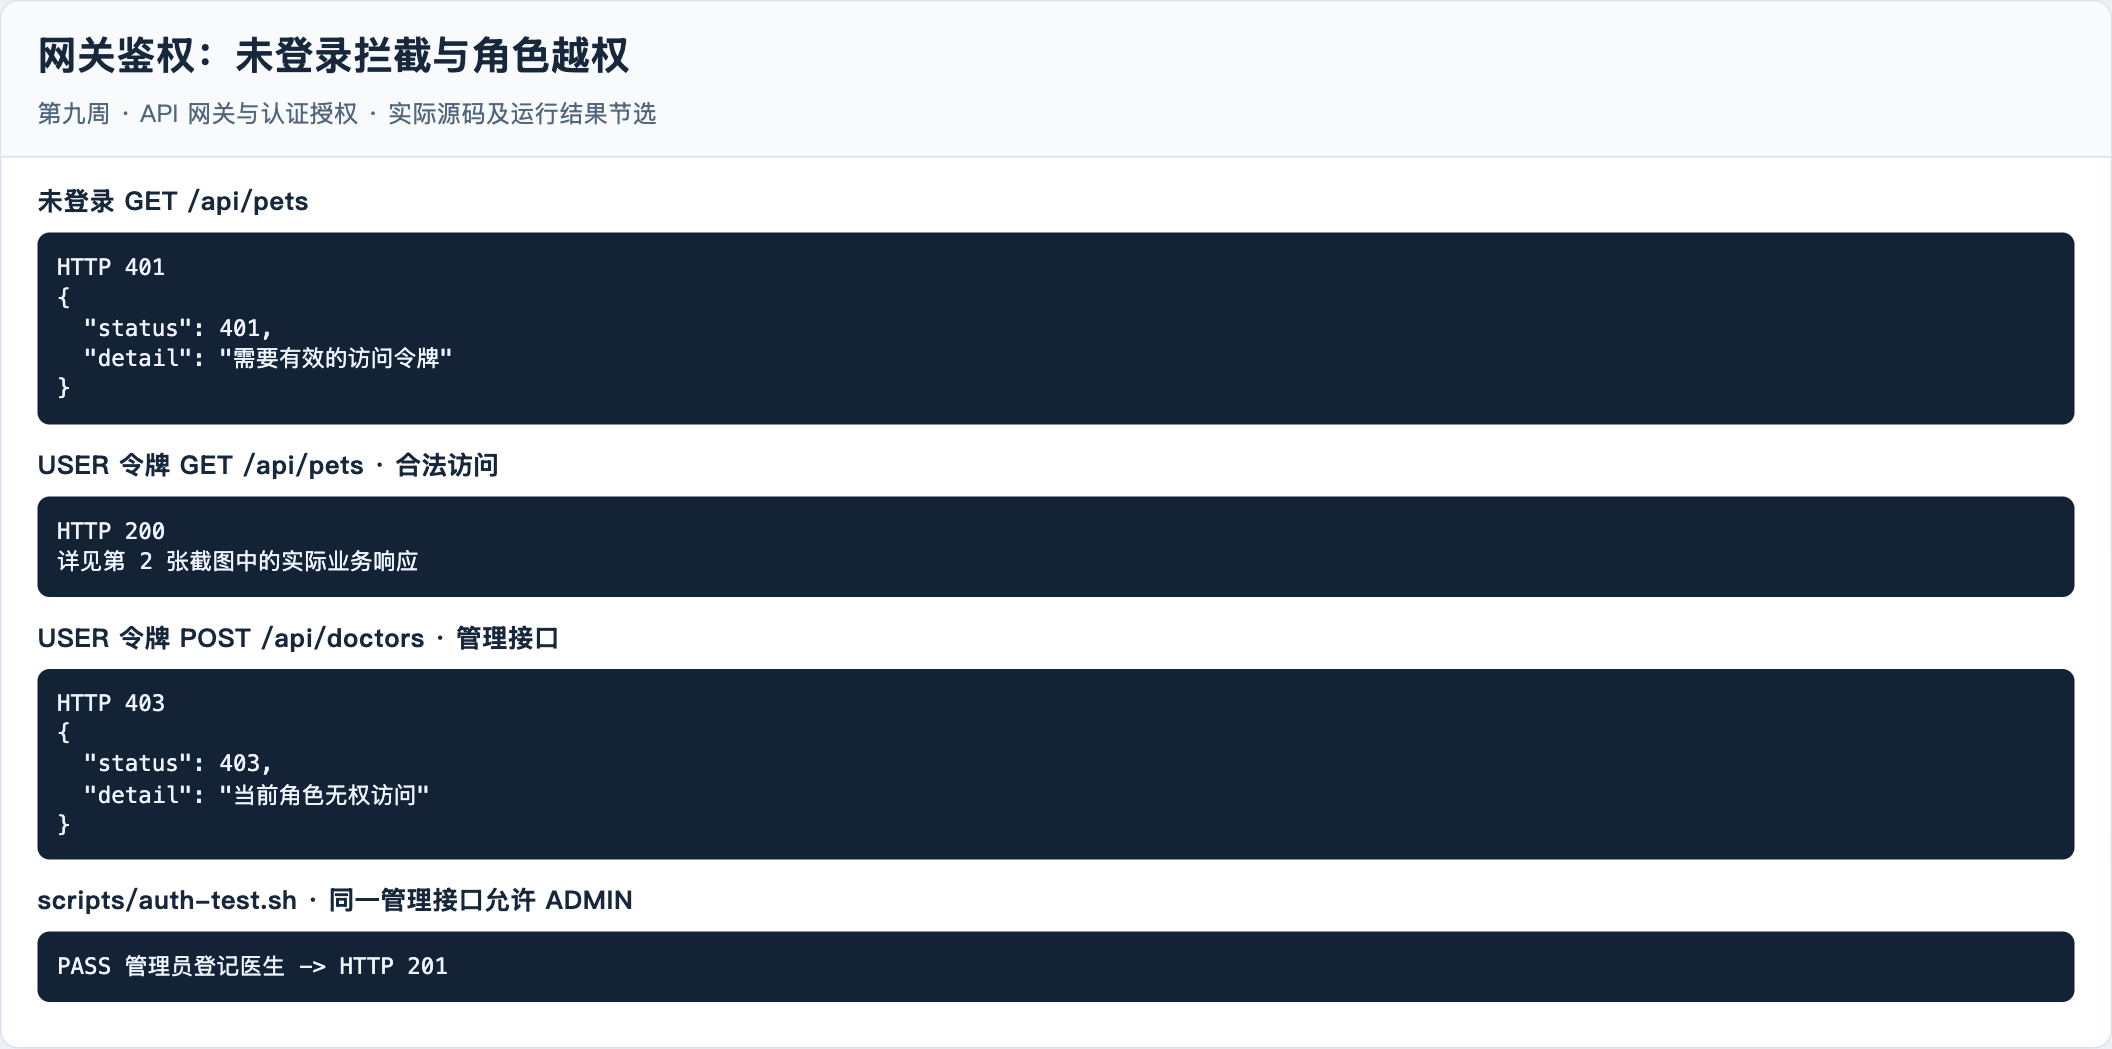 网关鉴权：未登录拦截与角色越权
第九周 · API 网关与认证授权 · 实际源码及运行结果节选
未登录 GET /api/pets
HTTP 401
{
  "status": 401,
  "detail": "需要有效的访问令牌"
}
USER 令牌 GET /api/pets · 合法访问
HTTP 200
详见第 2 张截图中的实际业务响应
USER 令牌 POST /api/doctors · 管理接口
HTTP 403
{
  "status": 403,
  "detail": "当前角色无权访问"
}
scripts/auth-test.sh · 同一管理接口允许 ADMIN
PASS 管理员登记医生 -> HTTP 201